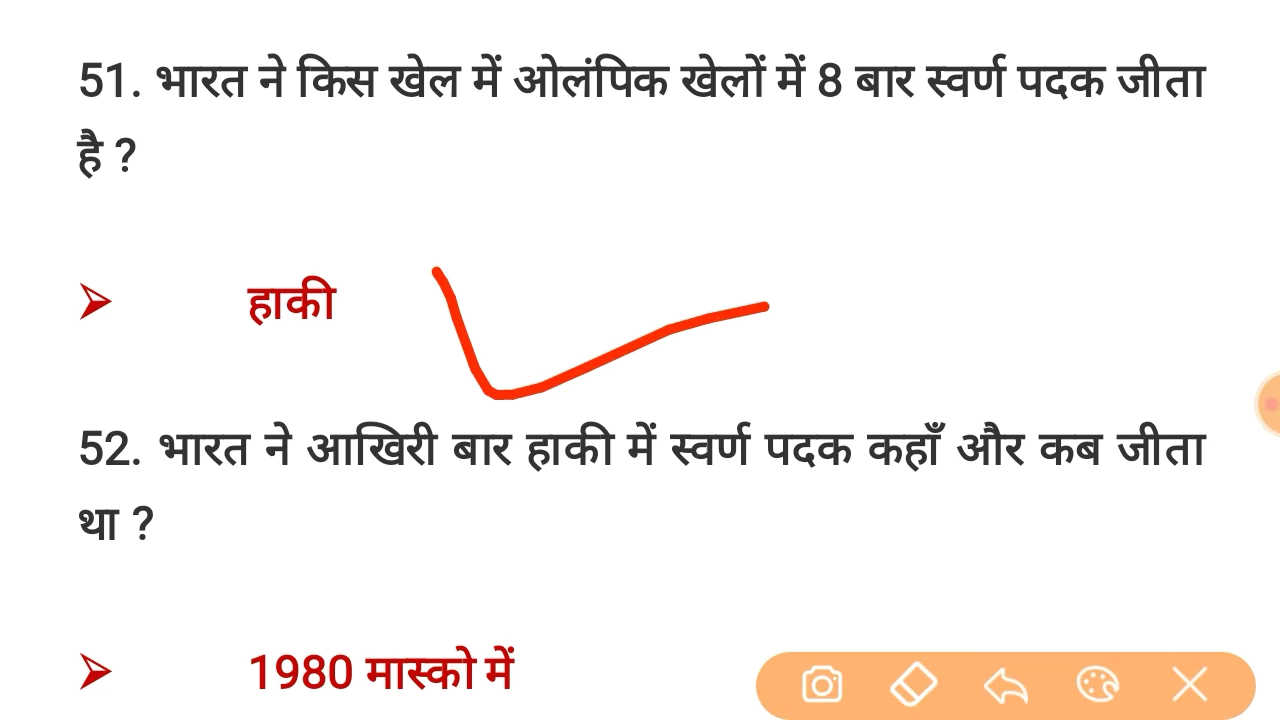 51. भारत ने किस खेल में ओलंपिक खेलों में 8 बार स्वर्ण पदक जीता
है ?
हाकी
52. भारत ने आखिरी बार हाकी में स्वर्ण पदक कहाँ और कब जीता
था ?
1980 मास्को में